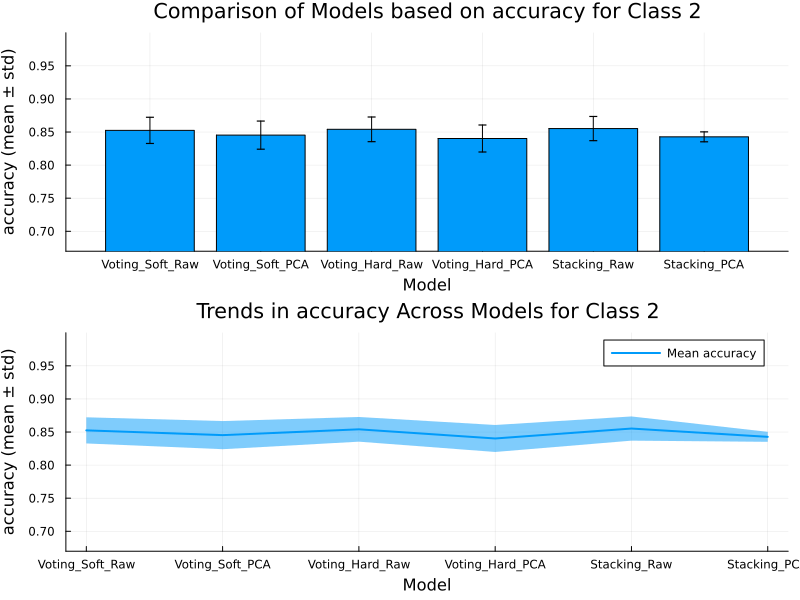 Comparison of Models based on accuracy for Class 2
accuracy (mean ± std)
0.95
0.90
0.85
0.80
0.75
0.70
Voting_Soft_Raw Voting_Soft_PCA Voting_Hard_Raw Voting_Hard_PCA Stacking_Raw Stacking_PCA
Model
Trends in accuracy Across Models for Class 2
accuracy (mean ± std)
Mean accuracy
0.95
0.90
0.85
0.80
0.75
0.70
Voting_Soft_Raw Voting_Soft_PCA Voting_Hard_Raw Voting_Hard_PCA Stacking_Raw Stacking_PC
Model